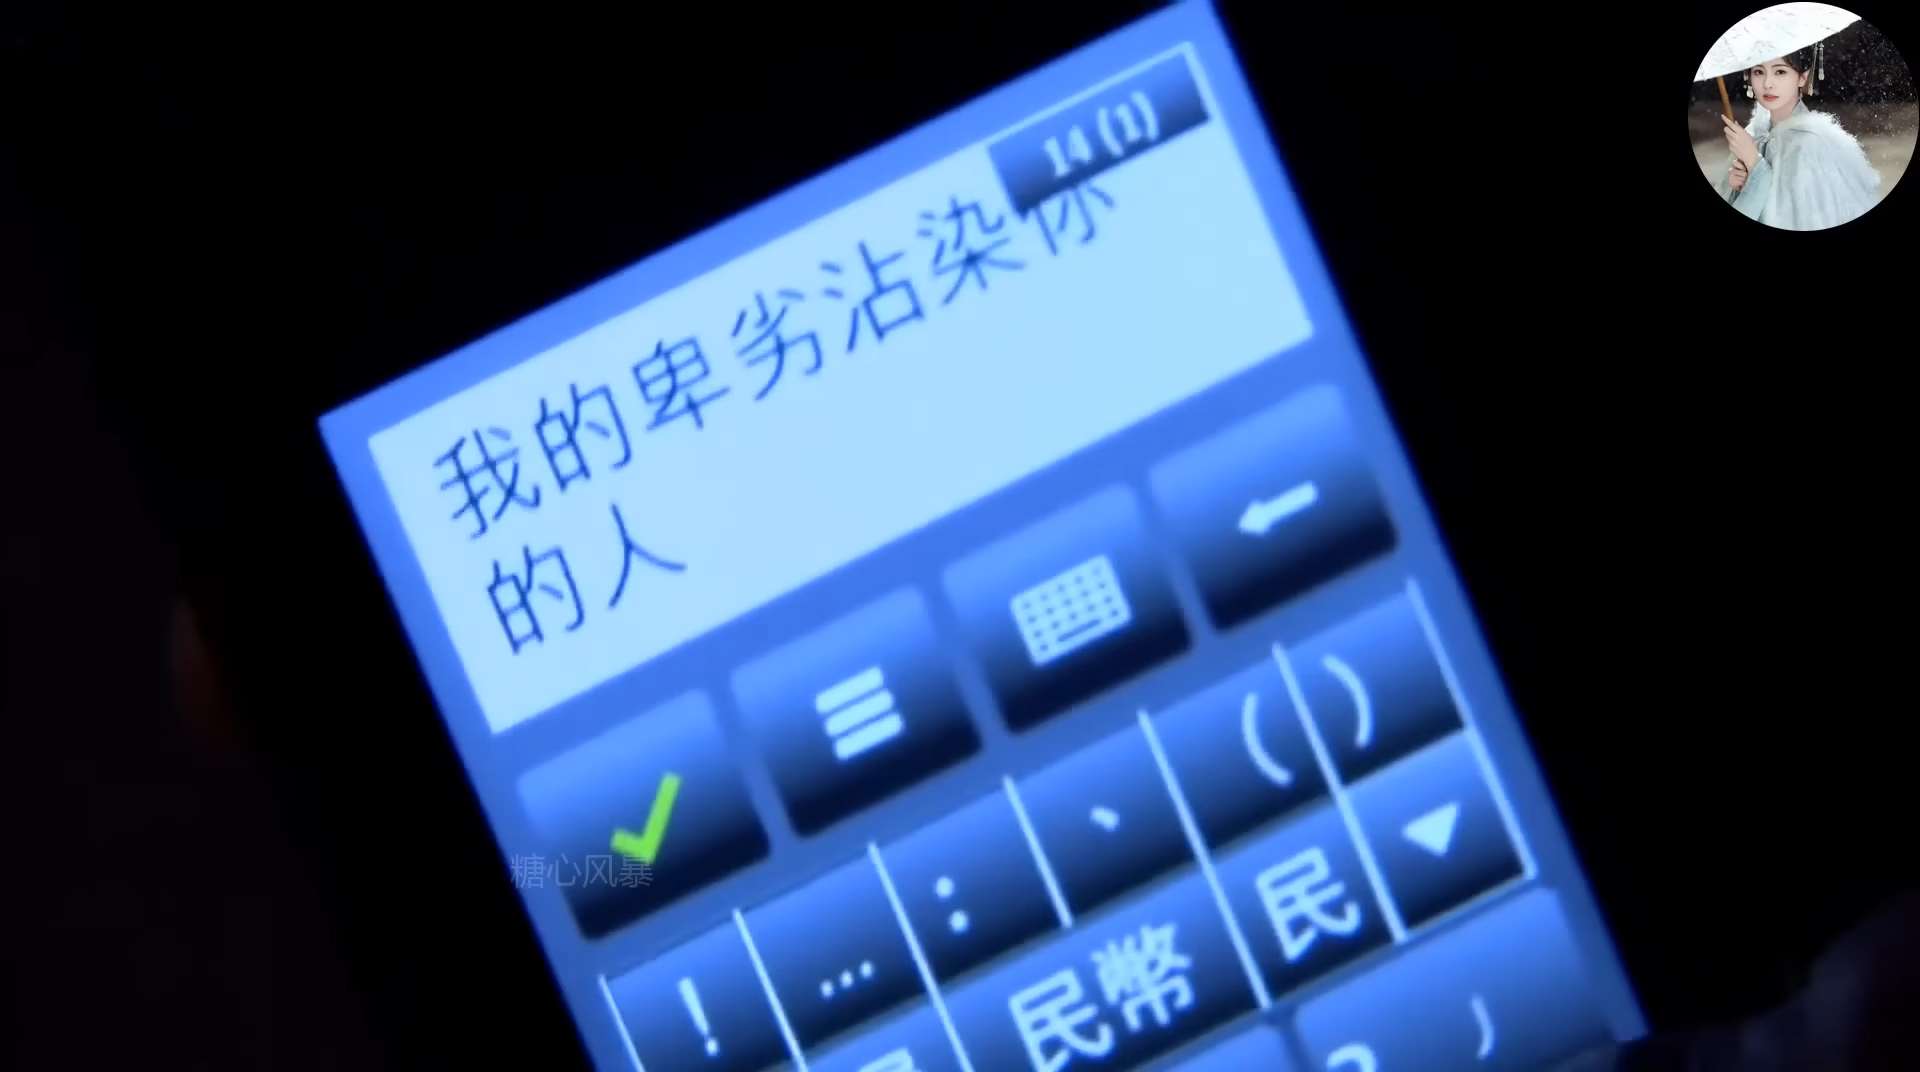 14 (1)
我的卑劣沾染你
的人
糖心风暴
! … : 、 ( )
民幣 民